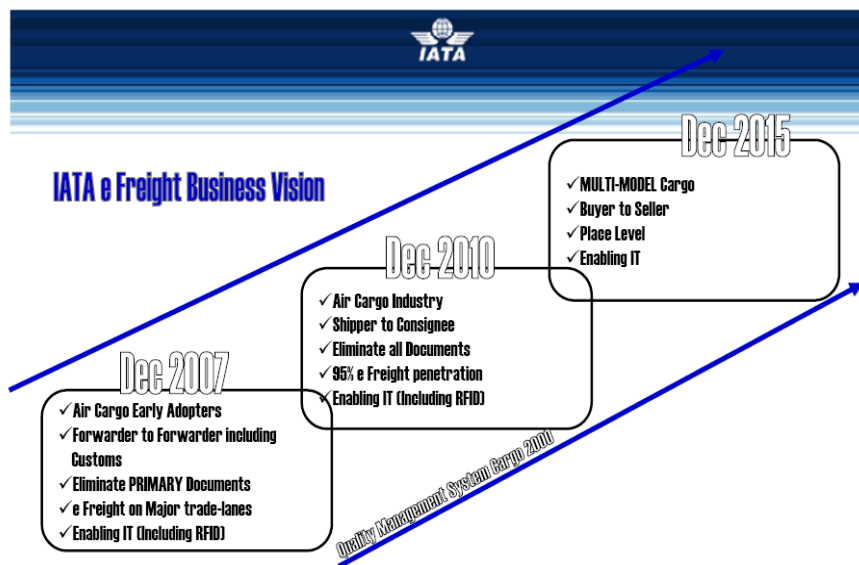 IATA
Dec 2015
IATA e Freight Business Vision
✓MULTI-MODEL Cargo
✓Buyer to Seller
✓Place Level
✓Enabling IT
Dec 2010
✓Air Cargo Industry
✓Shipper to Consignee
✓Eliminate all Documents
✓95% e Freight penetration
✓Enabling IT (Including RFID)
Dec 2007
✓Air Cargo Early Adopters
✓Forwarder to Forwarder including
Customs
✓Eliminate PRIMARY Documents
✓e Freight on Major trade-lanes
✓Enabling IT (Including RFID)
Quality Management System Cargo 2000